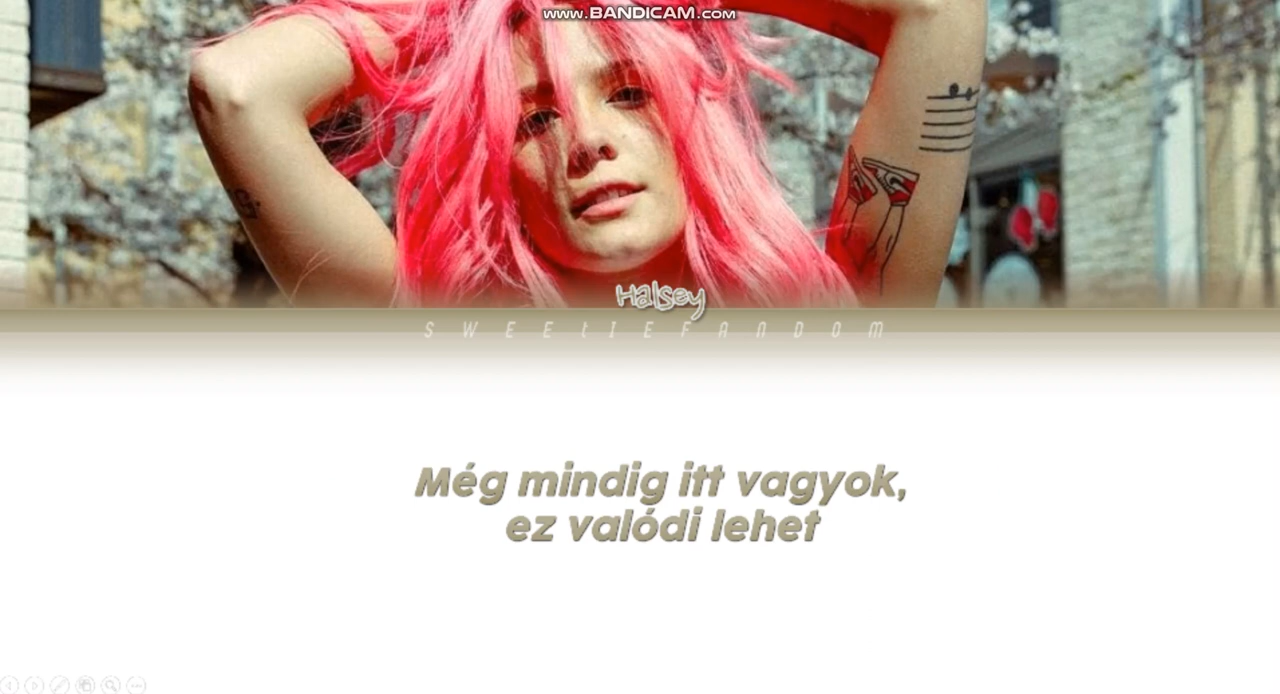 www.BANDICAM.com
Halsey
SWEEtIEFANDOM
Még mindig itt vagyok,
ez valódi lehet